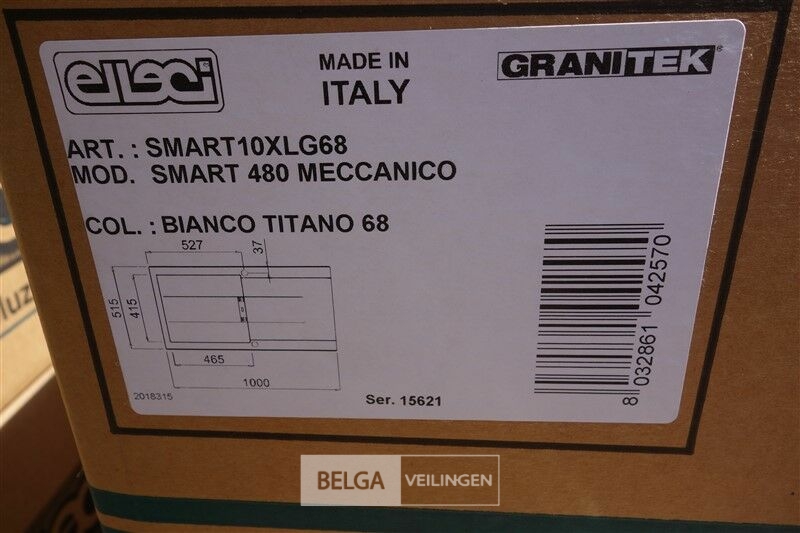 elleci
MADE IN
ITALY
GRANITEK
ART. : SMART10XLG68
MOD. SMART 480 MECCANICO
COL. : BIANCO TITANO 68
527
37
515
415
465
1000
2018315
Ser. 15621
8 032861 042570
luz
BELGA VEILINGEN